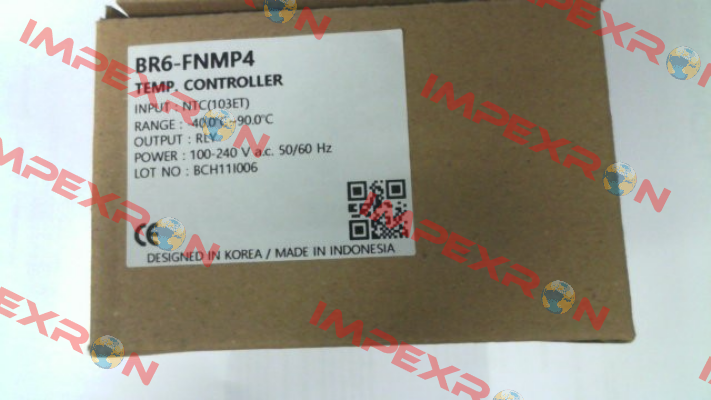 BR6-FNMP4
TEMP. CONTROLLER
INPUT : NTC(103ET)
RANGE : -40.0℃~90.0℃
OUTPUT : RLY
POWER : 100-240 V a.c. 50/60 Hz
LOT NO : BCH11I006
CE
DESIGNED IN KOREA / MADE IN INDONESIA
IMPEXRON
IMPEXRON
IMPEXRON
IMPEXRON
IMPEXRON
IMPEXRON